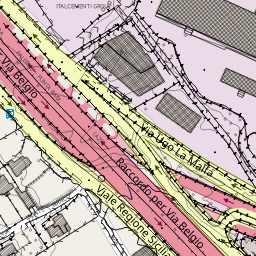 ITALCEMENTI GROUP
Via Belgio
Via Ugo La Malfa
Raccordo per Via Belgio
Viale Regione Sicilia